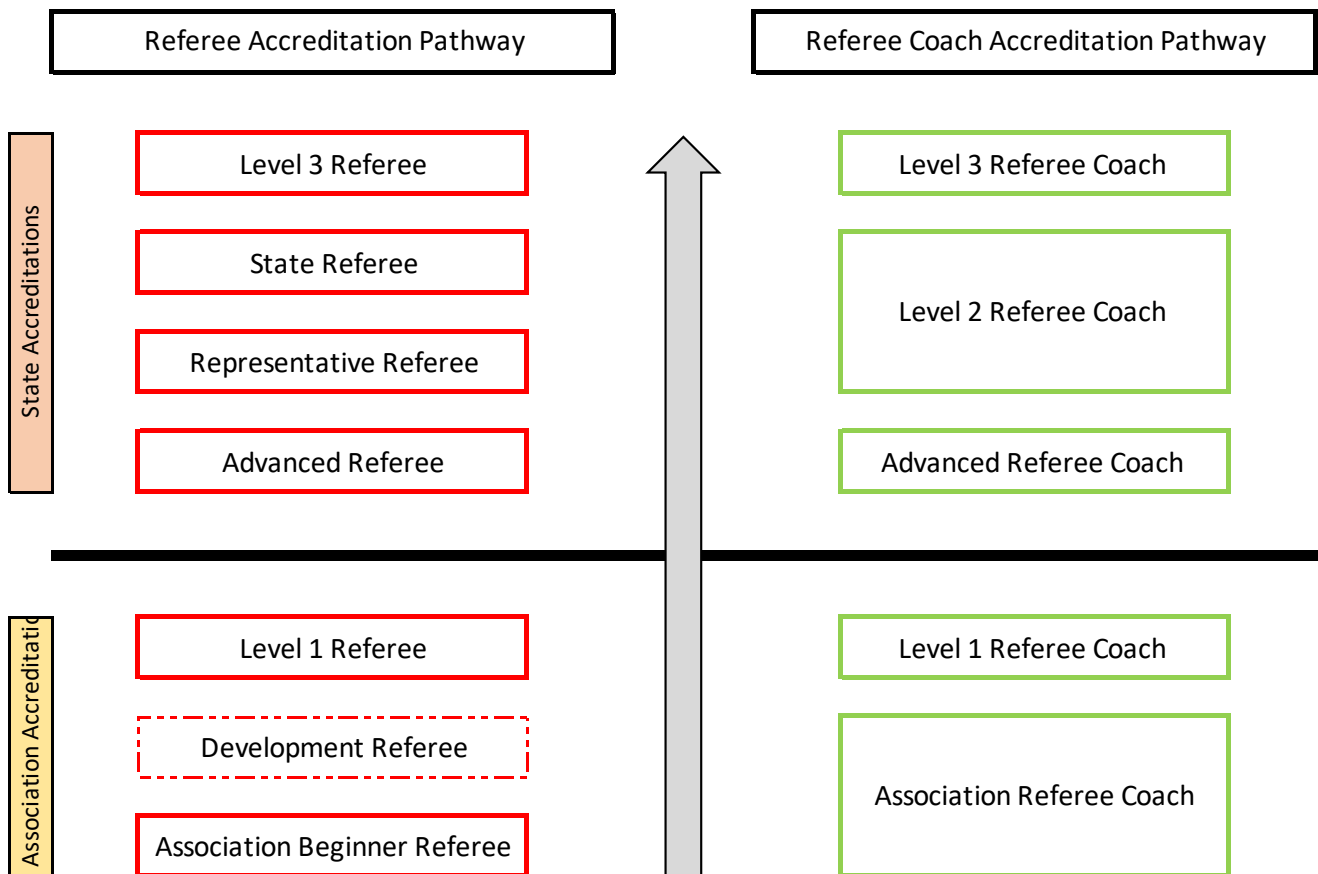 Referee Accreditation Pathway
Referee Coach Accreditation Pathway
State Accreditations
Level 3 Referee
Level 3 Referee Coach
State Referee
Level 2 Referee Coach
Representative Referee
Advanced Referee
Advanced Referee Coach
Association Accreditatio
Level 1 Referee
Level 1 Referee Coach
Development Referee
Association Referee Coach
Association Beginner Referee